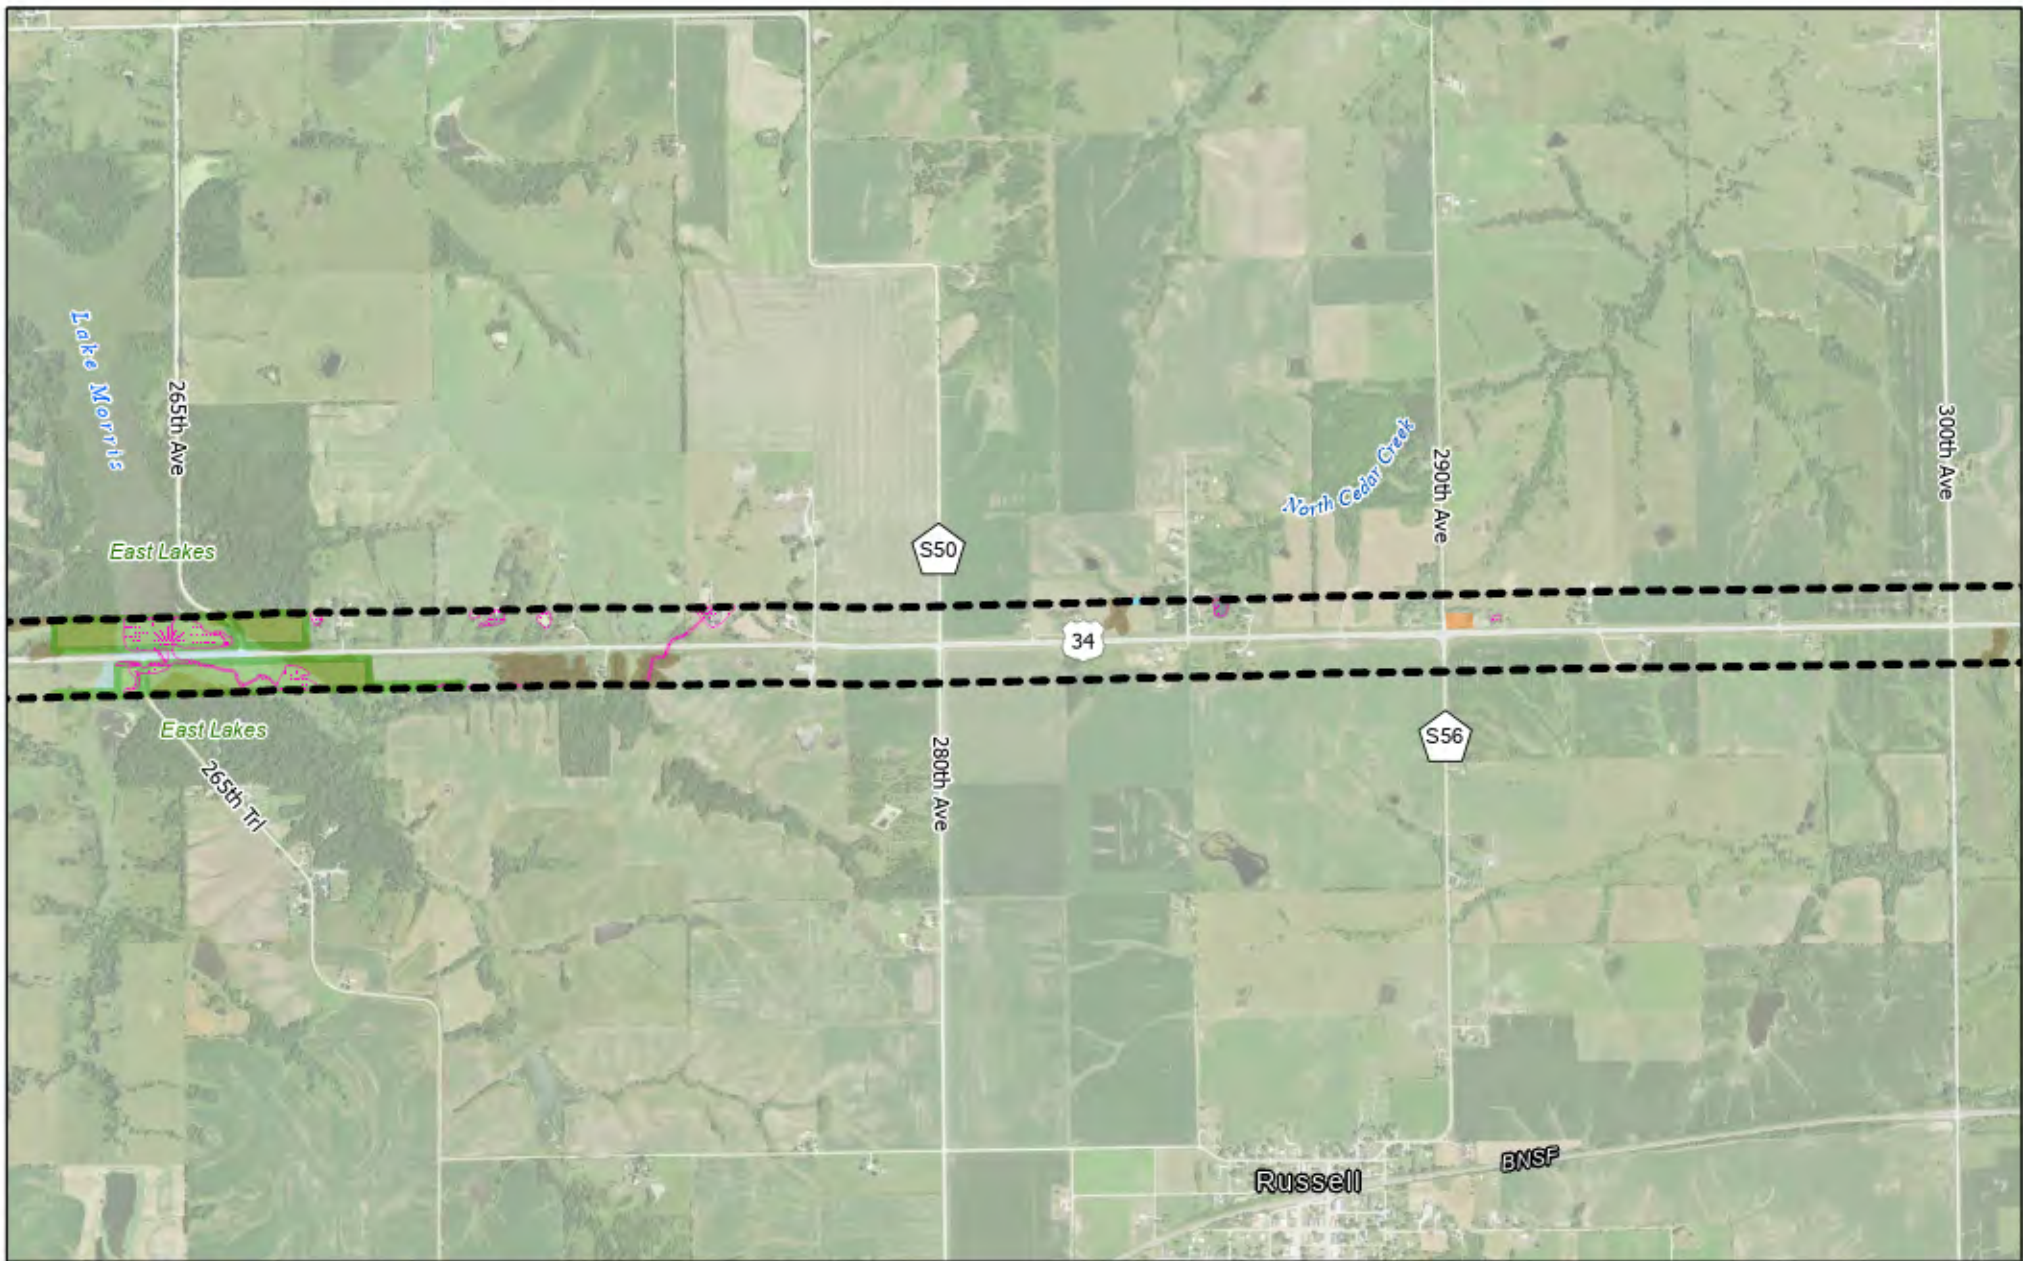 Lake Morris
265th Ave
North Cedar Creek
290th Ave
300th Ave
East Lakes
S50
34
East Lakes
265th Trl
280th Ave
S56
Russell
BNSF